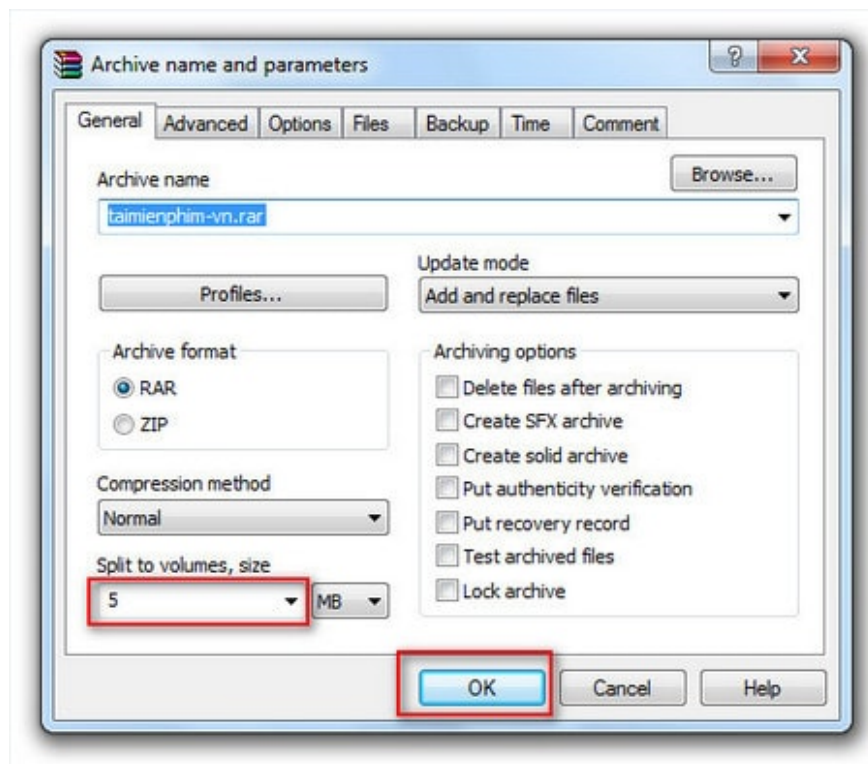 Archive name and parameters
General Advanced Options Files Backup Time Comment
Archive name
Browse...
taimienphim-vn.rar
Profiles...
Update mode
Add and replace files
Archive format
RAR
ZIP
Compression method
Normal
Split to volumes, size
5 MB
Archiving options
Delete files after archiving
Create SFX archive
Create solid archive
Put authenticity verification
Put recovery record
Test archived files
Lock archive
OK Cancel Help